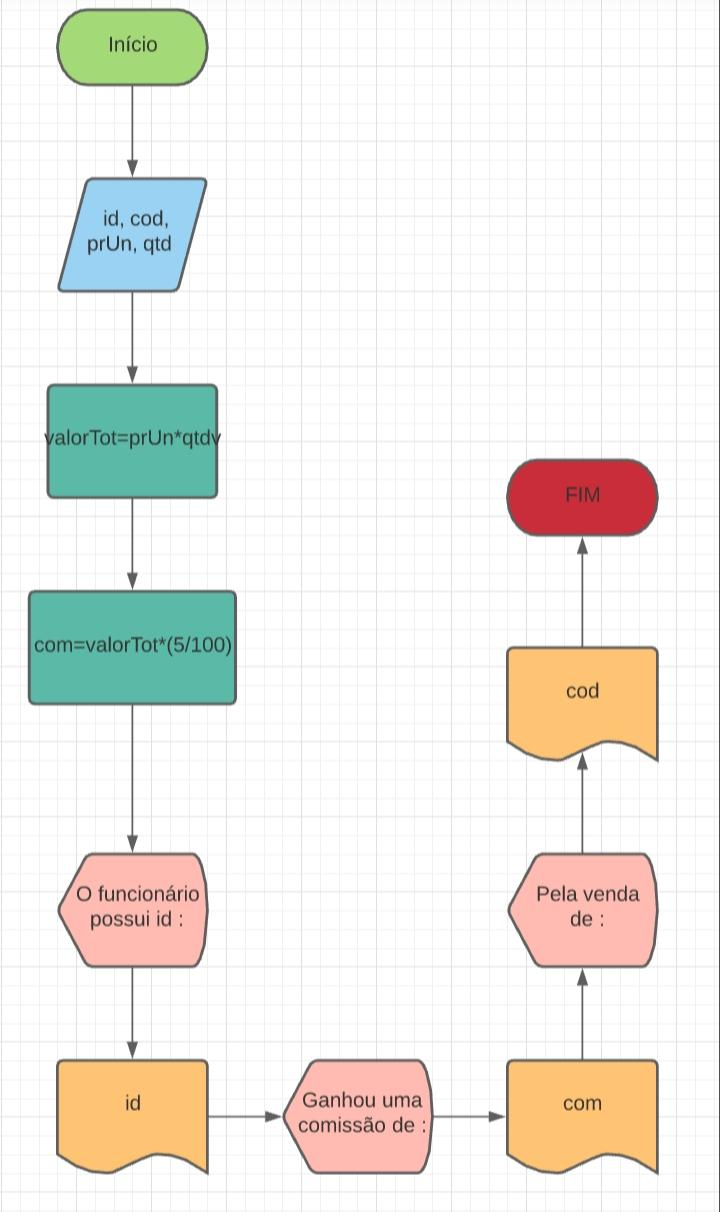 Início
id, cod,
prUn, qtd
valorTot=prUn*qtdv
com=valorTot*(5/100)
O funcionário
possui id :
id
Ganhou uma
comissão de :
com
Pela venda
de :
cod
FIM